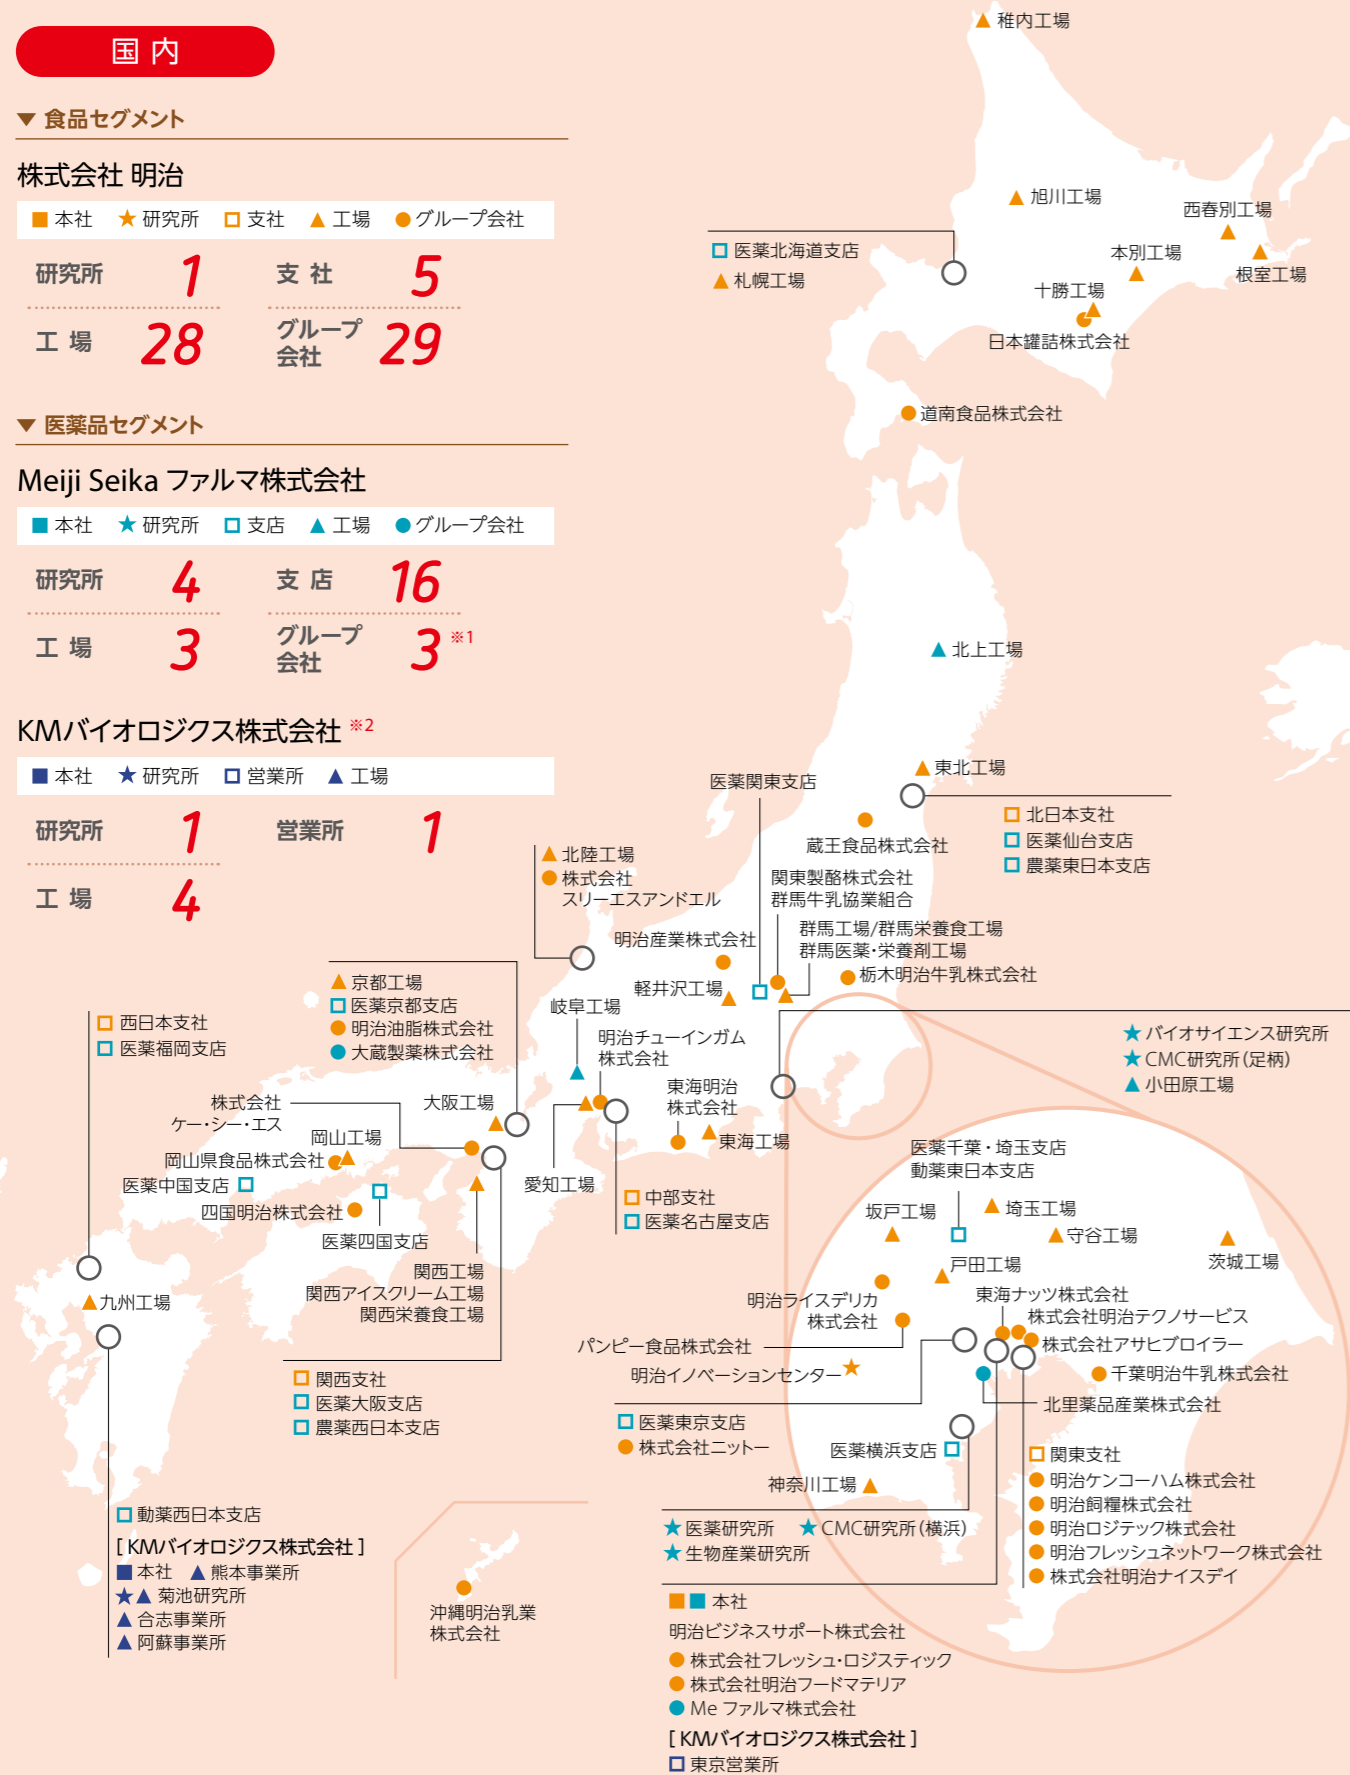 国内
▼ 食品セグメント
株式会社 明治
■ 本社 ★ 研究所 □ 支社 ▲ 工場 ●グループ会社
研究所 1 支社 5
工場 28 グループ会社 29
▼ 医薬品セグメント
Meiji Seika ファルマ株式会社
■ 本社 ★ 研究所 □ 支店 ▲ 工場 ●グループ会社
研究所 4 支店 16
工場 3 グループ会社 3 ※1
KMバイオロジクス株式会社 ※2
■ 本社 ★ 研究所 □ 営業所 ▲ 工場
研究所 1 営業所 1
工場 4
稚内工場
旭川工場
西春別工場
本別工場
根室工場
十勝工場
日本罐詰株式会社
医薬北海道支店
札幌工場
道南食品株式会社
北上工場
東北工場
北日本支社
医薬仙台支店
農薬東日本支店
蔵王食品株式会社
医薬関東支店
関東製酪株式会社
群馬牛乳協業組合
群馬工場/群馬栄養食工場
群馬医薬・栄養剤工場
栃木明治牛乳株式会社
北陸工場
株式会社
スリーエスアンドエル
明治産業株式会社
軽井沢工場
岐阜工場
明治チューインガム
株式会社
東海明治
株式会社
東海工場
愛知工場
中部支社
医薬名古屋支店
バイオサイエンス研究所
CMC研究所（足柄）
小田原工場
京都工場
医薬京都支店
明治油脂株式会社
大蔵製薬株式会社
西日本支社
医薬福岡支店
株式会社
ケー・シー・エス
大阪工場
岡山工場
岡山県食品株式会社
医薬中国支店
四国明治株式会社
医薬四国支店
関西工場
関西アイスクリーム工場
関西栄養食工場
九州工場
関西支社
医薬大阪支店
農薬西日本支店
動薬西日本支店
［KMバイオロジクス株式会社］
本社 熊本事業所
菊池研究所
合志事業所
阿蘇事業所
沖縄明治乳業
株式会社
医薬千葉・埼玉支店
動薬東日本支店
坂戸工場
埼玉工場
守谷工場
茨城工場
戸田工場
明治ライスデリカ
株式会社
東海ナッツ株式会社
株式会社明治テクノサービス
株式会社アサヒブロイラー
パンピー食品株式会社
明治イノベーションセンター
千葉明治牛乳株式会社
北里薬品産業株式会社
医薬東京支店
株式会社ニットー
医薬横浜支店
神奈川工場
関東支社
明治ケンコーハム株式会社
明治飼糧株式会社
明治ロジテック株式会社
明治フレッシュネットワーク株式会社
株式会社明治ナイスデイ
医薬研究所 CMC研究所（横浜）
生物産業研究所
本社
明治ビジネスサポート株式会社
株式会社フレッシュ・ロジスティック
株式会社明治フードマテリア
Me ファルマ株式会社
［KMバイオロジクス株式会社］
東京営業所